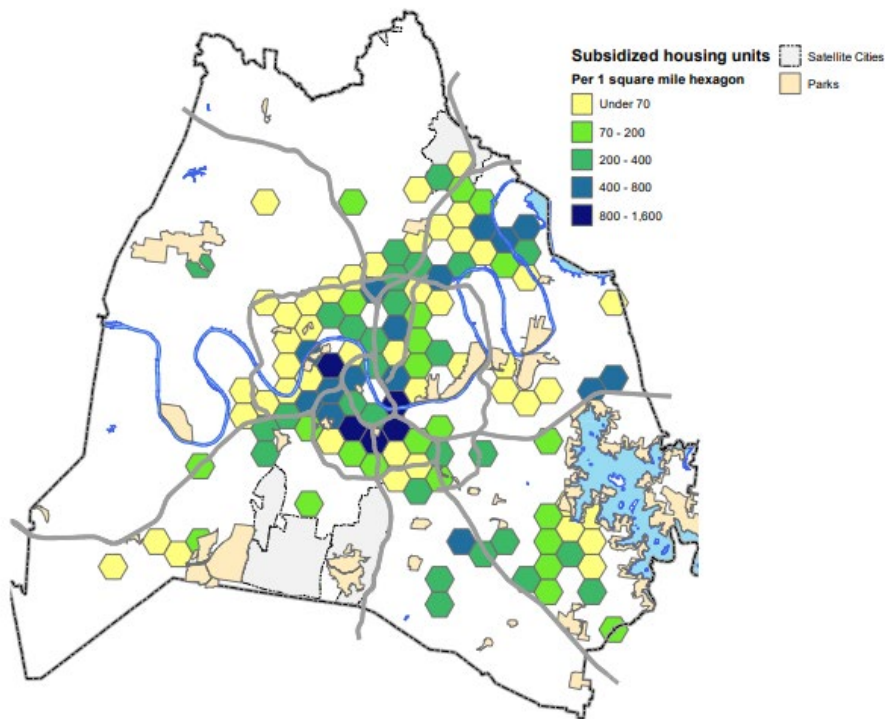 Subsidized housing units
Per 1 square mile hexagon
Under 70
70 - 200
200 - 400
400 - 800
800 - 1,600
Satellite Cities
Parks